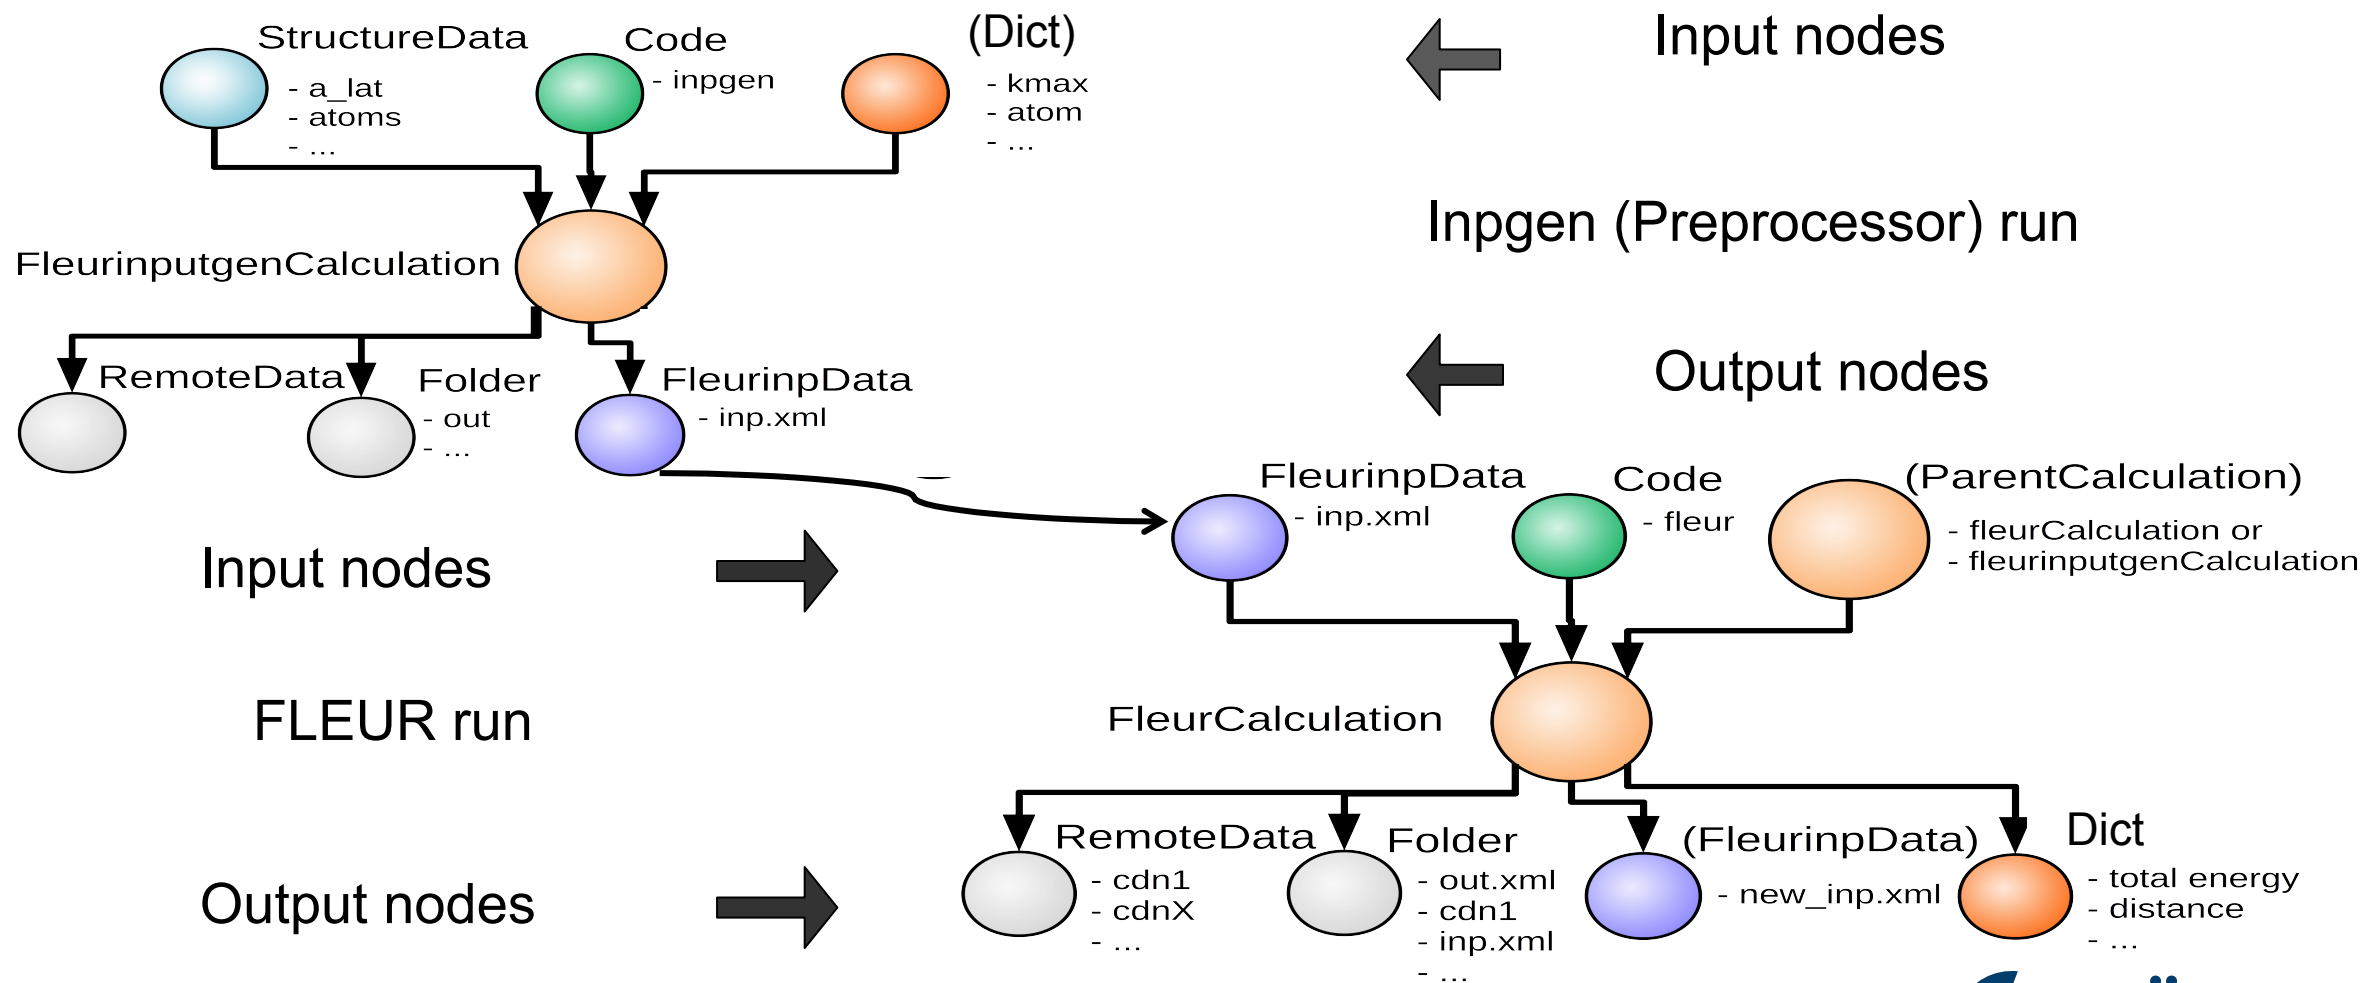 StructureData
- a_lat
- atoms
- ...
Code
- inpgen
(Dict)
- kmax
- atom
- ...
Input nodes
FleurinputgenCalculation
Inpgen (Preprocessor) run
RemoteData
Folder
- out
- ...
FleurinpData
- inp.xml
Output nodes
Input nodes
FleurinpData
- inp.xml
Code
- fleur
(ParentCalculation)
- fleurCalculation or
- fleurinputgenCalculation
FLEUR run
FleurCalculation
Output nodes
RemoteData
- cdn1
- cdnX
- ...
Folder
- out.xml
- cdn1
- inp.xml
- ...
(FleurinpData)
- new_inp.xml
Dict
- total energy
- distance
- ...